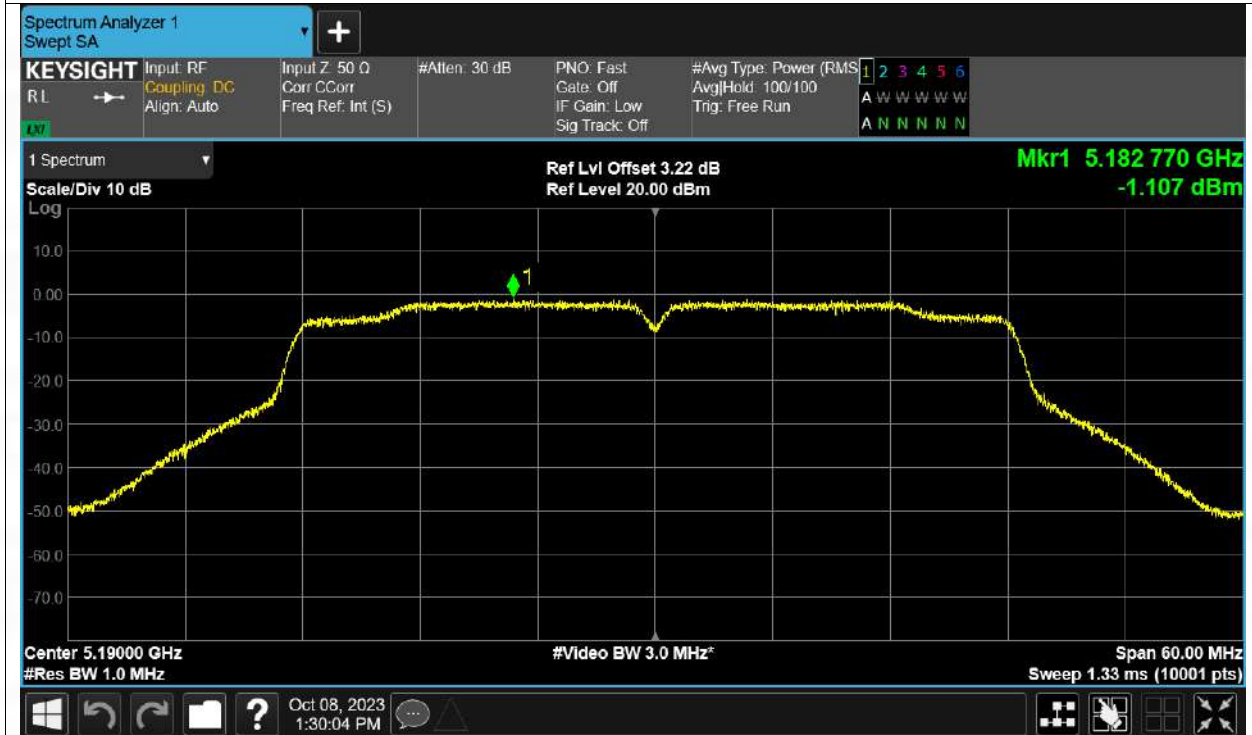 Spectrum Analyzer 1
Swept SA
KEYSIGHT
RL
LXI
Input: RF
Coupling: DC
Align: Auto
Input Z: 50 Ω
Corr CCorr
Freq Ref: Int (S)
#Atten: 30 dB
PNO: Fast
Gate: Off
IF Gain: Low
Sig Track: Off
#Avg Type: Power (RMS
Avg|Hold: 100/100
Trig: Free Run
1 2 3 4 5 6
A W W W W W
A N N N N N
1 Spectrum
Scale/Div 10 dB
Log
Ref Lvl Offset 3.22 dB
Ref Level 20.00 dBm
Mkr1 5.182 770 GHz
-1.107 dBm
1
10.0
0.00
-10.0
-20.0
-30.0
-40.0
-50.0
-60.0
-70.0
Center 5.19000 GHz
#Res BW 1.0 MHz
#Video BW 3.0 MHz*
Span 60.00 MHz
Sweep 1.33 ms (10001 pts)
?
Oct 08, 2023
1:30:04 PM